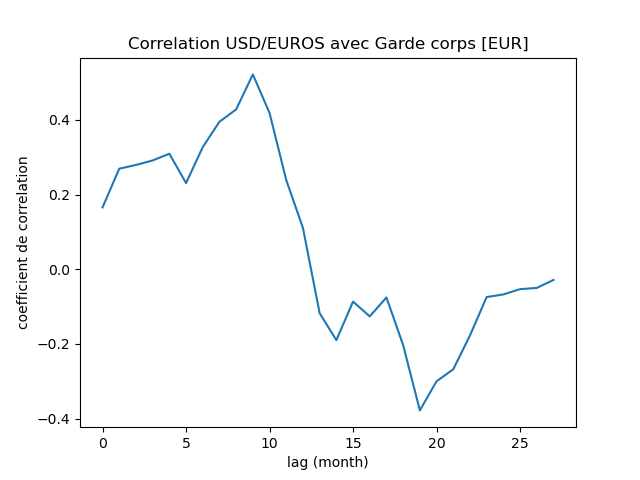 Correlation USD/EUROS avec Garde corps [EUR]
coefficient de correlation
0.4
0.2
0.0
−0.2
−0.4
0 5 10 15 20 25
lag (month)